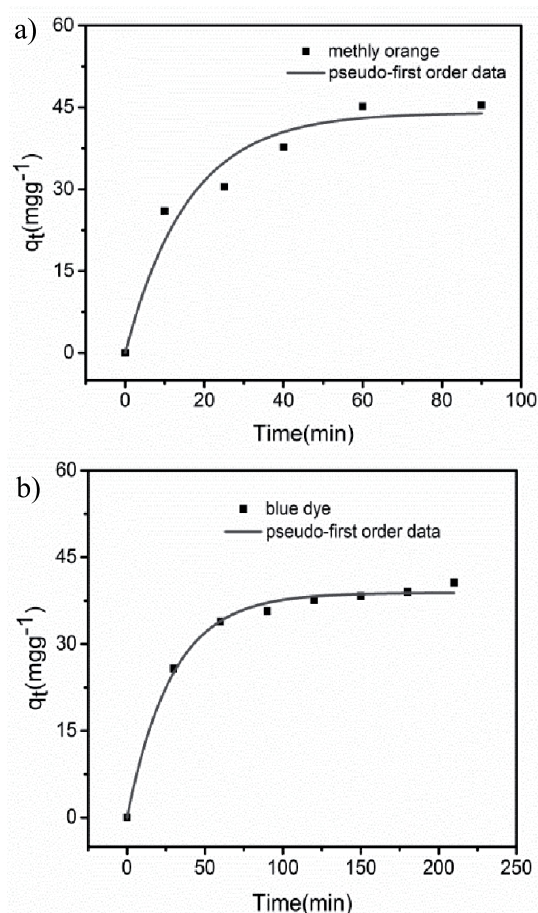 a)
60
methly orange
pseudo-first order data
45
30
15
0
qt(mgg-1)
0 20 40 60 80 100
Time(min)
b)
60
blue dye
pseudo-first order data
45
30
15
0
qt(mgg-1)
0 50 100 150 200 250
Time(min)